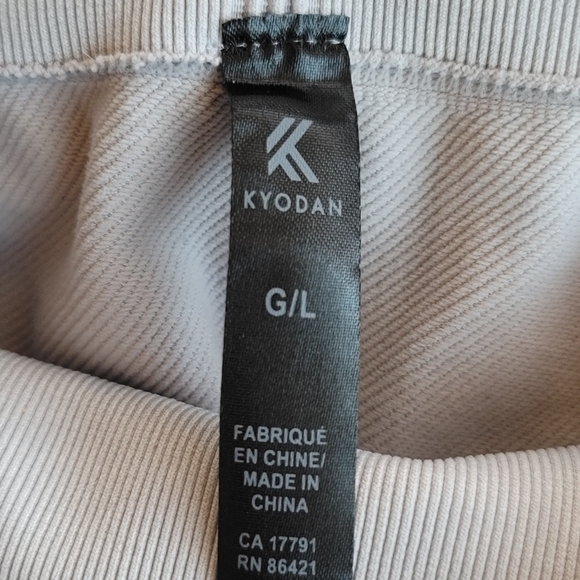 KYODAN
G/L
FABRIQUÉ
EN CHINE/
MADE IN
CHINA
CA 17791
RN 86421